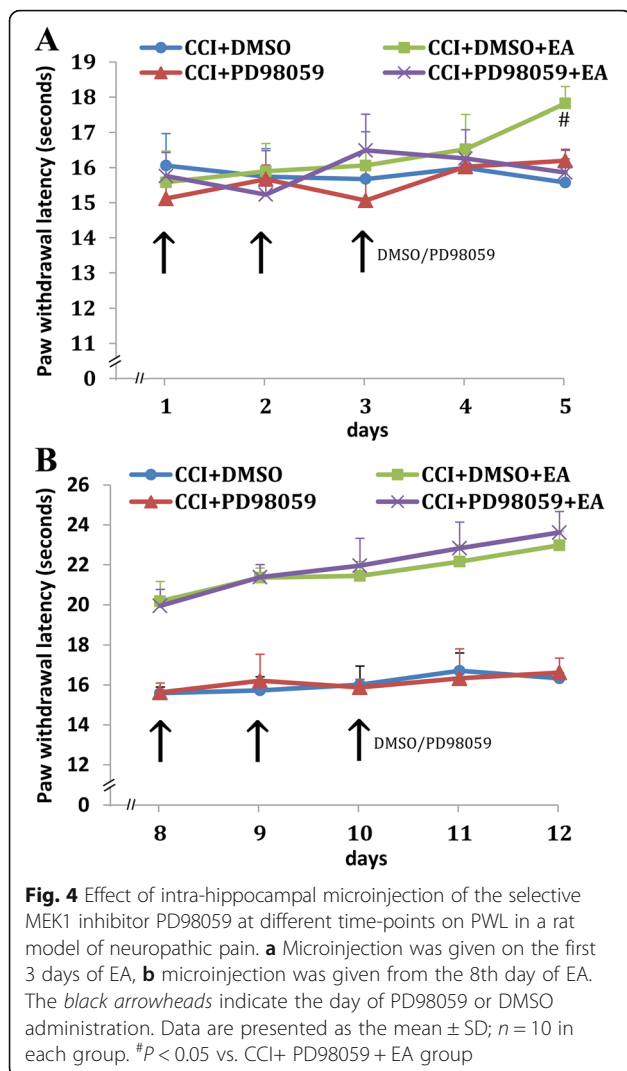 A
CCI+DMSO CCI+DMSO+EA
CCI+PD98059 CCI+PD98059+EA
Paw withdrawal latency (seconds)
19
18
17
16
15
14
13
12
11
0
#
DMSO/PD98059
1 2 3 4 5
days
B
CCI+DMSO CCI+DMSO+EA
CCI+PD98059 CCI+PD98059+EA
Paw withdrawal latency (seconds)
26
24
22
20
18
16
14
12
0
DMSO/PD98059
8 9 10 11 12
days
Fig. 4 Effect of intra-hippocampal microinjection of the selective
MEK1 inhibitor PD98059 at different time-points on PWL in a rat
model of neuropathic pain. a Microinjection was given on the first
3 days of EA, b microinjection was given from the 8th day of EA.
The black arrowheads indicate the day of PD98059 or DMSO
administration. Data are presented as the mean ± SD; n = 10 in
each group. #P < 0.05 vs. CCI+ PD98059 + EA group